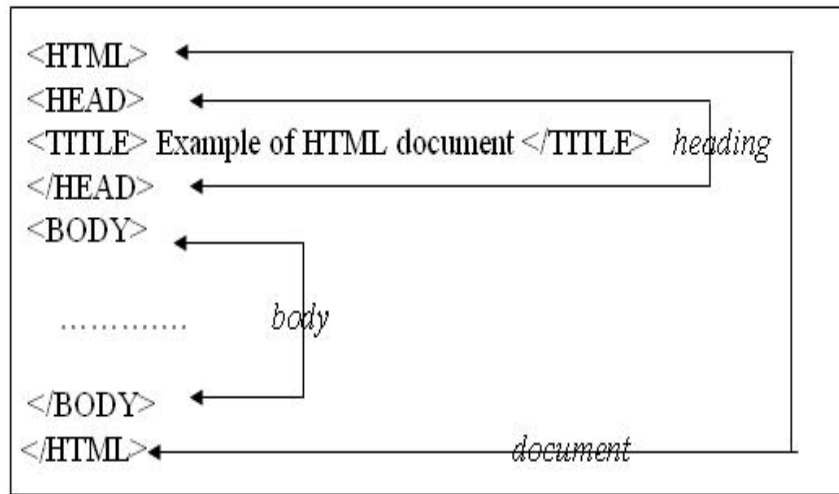 <HTML>
<HEAD>
<TITLE> Example of HTML document </TITLE> heading
</HEAD>
<BODY>
............. body
</BODY>
</HTML> document